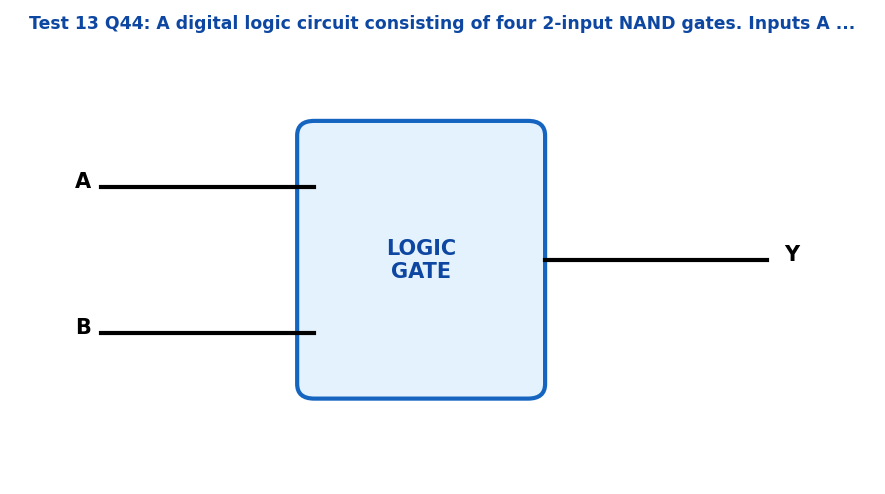 Test 13 Q44: A digital logic circuit consisting of four 2-input NAND gates. Inputs A ...
A
LOGIC
GATE
Y
B